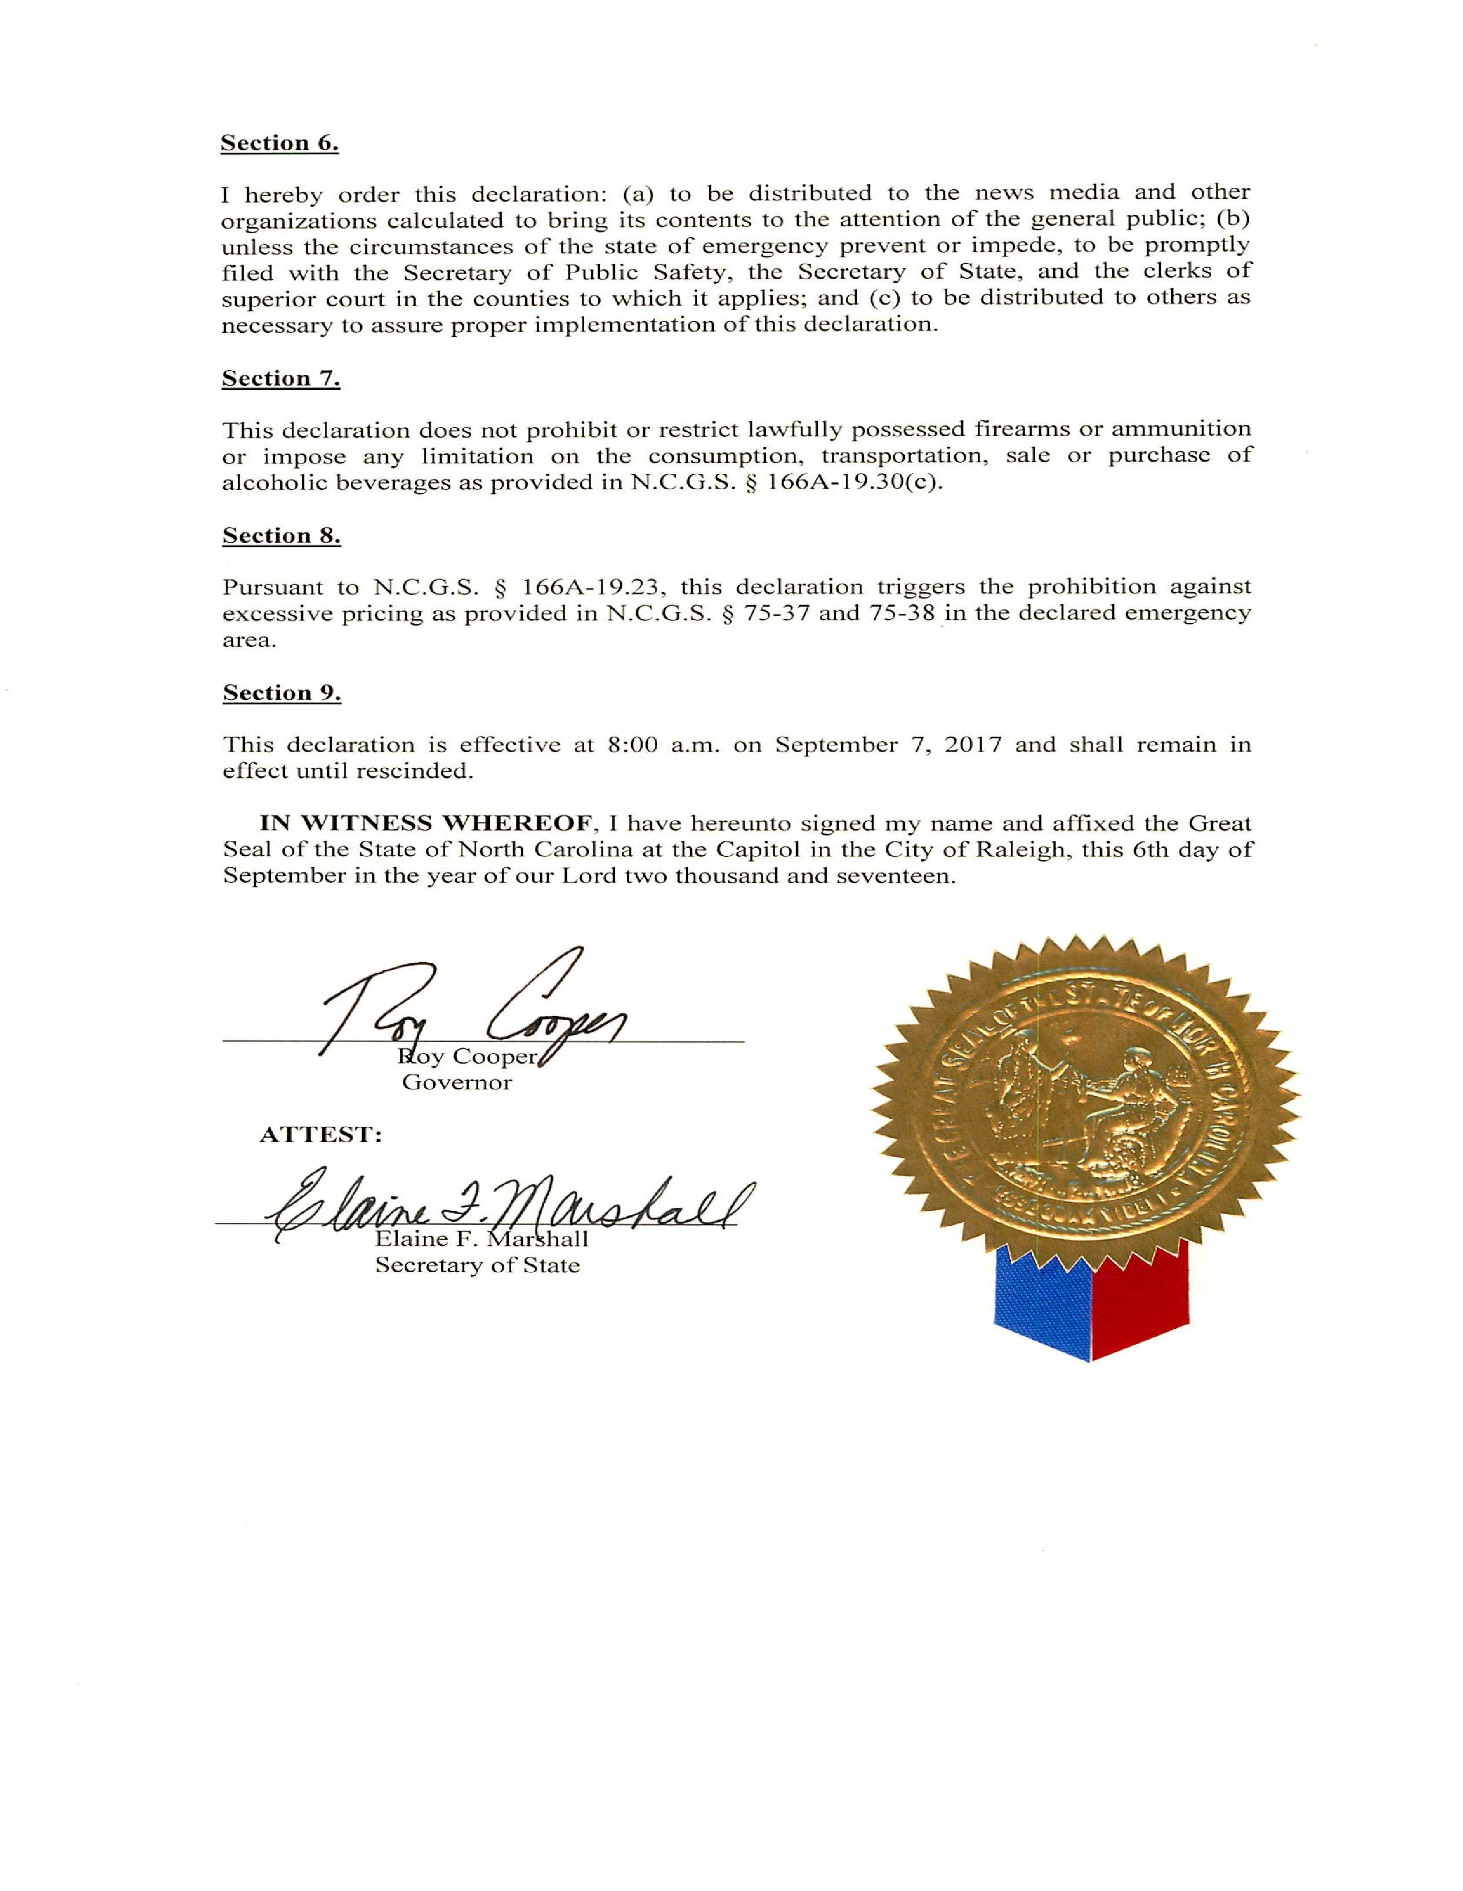 Section 6.
I hereby order this declaration: (a) to be distributed to the news media and other
organizations calculated to bring its contents to the attention of the general public; (b)
unless the circumstances of the state of emergency prevent or impede, to be promptly
filed with the Secretary of Public Safety, the Secretary of State, and the clerks of
superior court in the counties to which it applies; and (c) to be distributed to others as
necessary to assure proper implementation of this declaration.
Section 7.
This declaration does not prohibit or restrict lawfully possessed firearms or ammunition
or impose any limitation on the consumption, transportation, sale or purchase of
alcoholic beverages as provided in N.C.G.S. § 166A-19.30(c).
Section 8.
Pursuant to N.C.G.S. § 166A-19.23, this declaration triggers the prohibition against
excessive pricing as provided in N.C.G.S. § 75-37 and 75-38 in the declared emergency
area.
Section 9.
This declaration is effective at 8:00 a.m. on September 7, 2017 and shall remain in
effect until rescinded.
IN WITNESS WHEREOF, I have hereunto signed my name and affixed the Great
Seal of the State of North Carolina at the Capitol in the City of Raleigh, this 6th day of
September in the year of our Lord two thousand and seventeen.
Roy Cooper
Roy Cooper
Governor
ATTEST:
Elaine F. Marshall
Elaine F. Marshall
Secretary of State
GREAT SEAL OF THE STATE OF NORTH CAROLINA
ESSE QUAM VIDERI